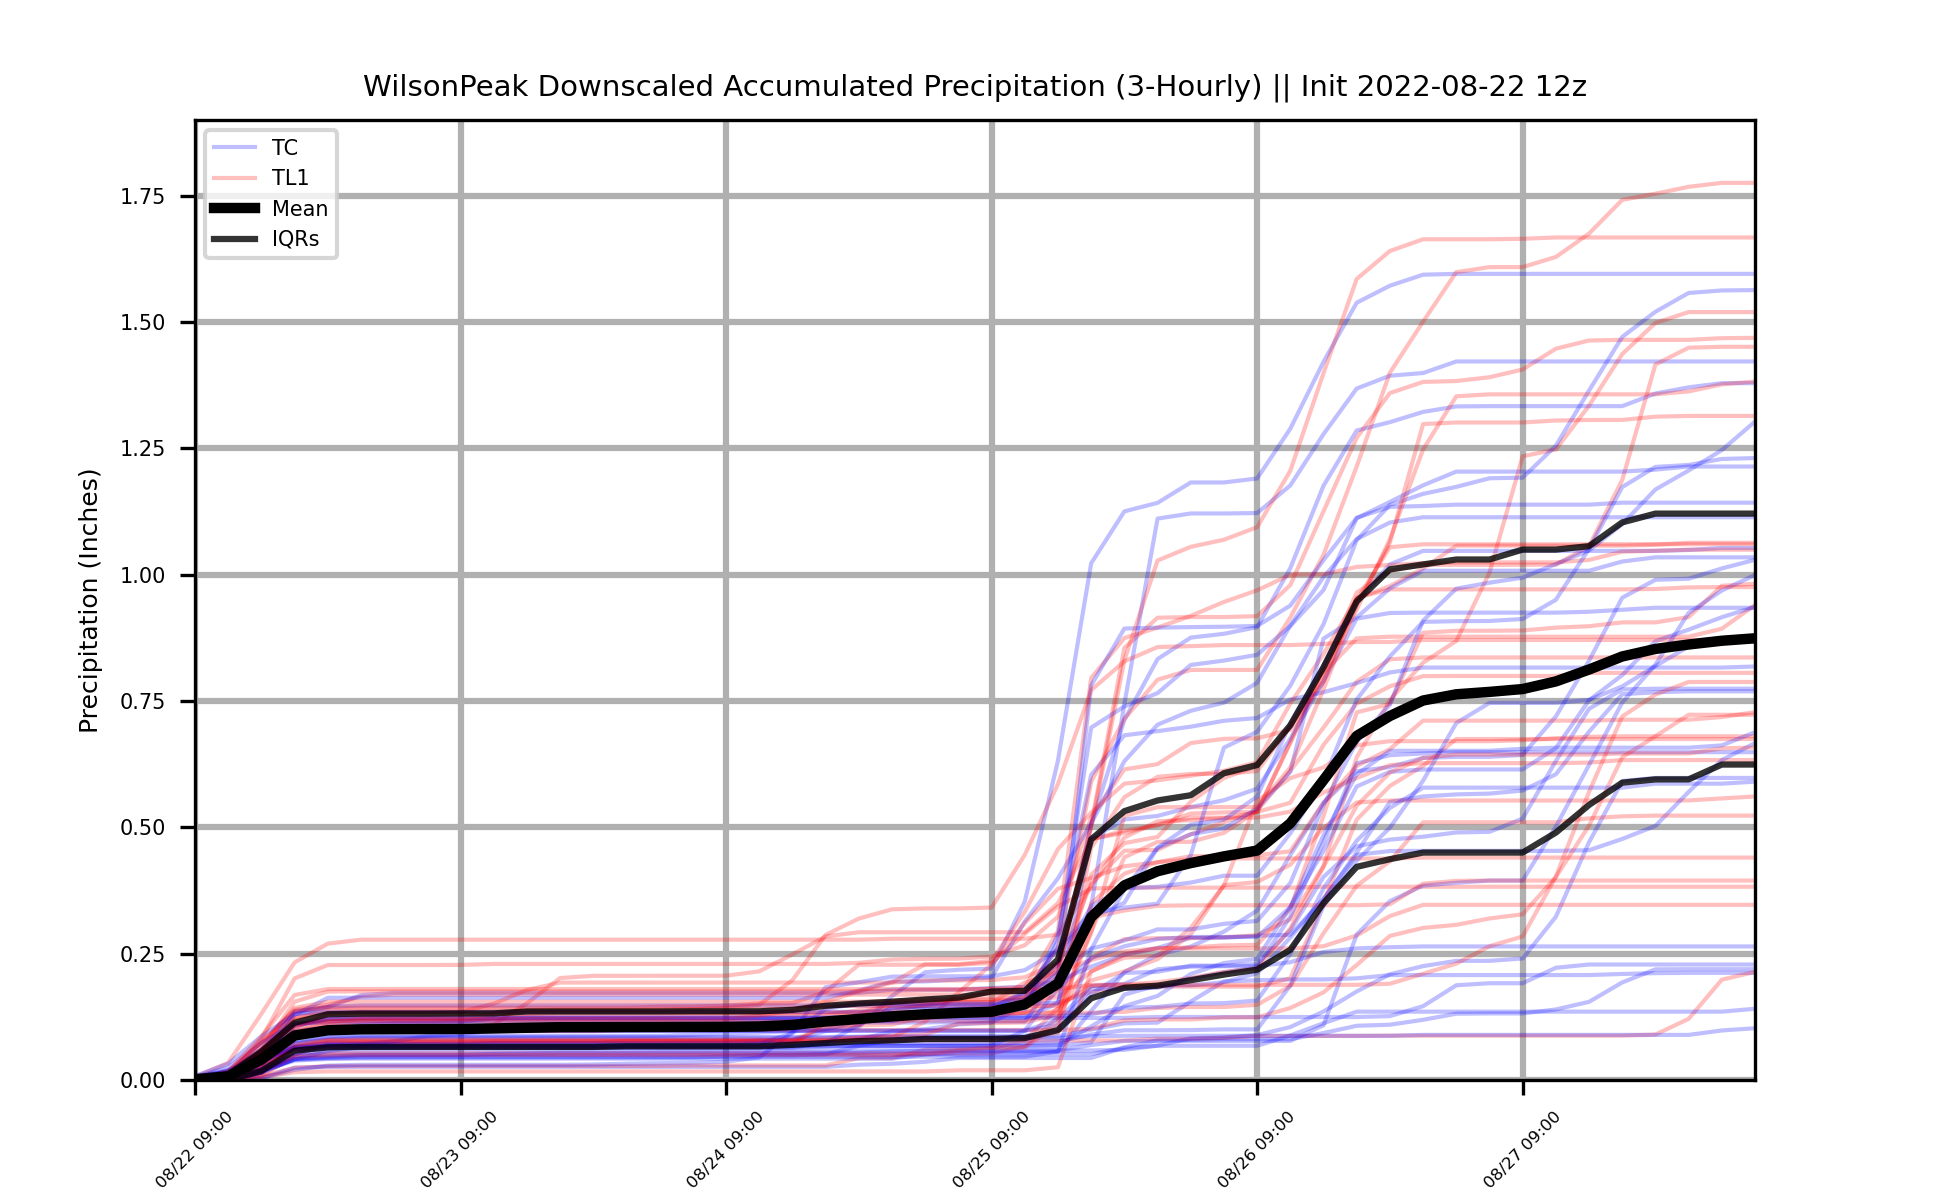 WilsonPeak Downscaled Accumulated Precipitation (3-Hourly) || Init 2022-08-22 12z
TC
TL1
Mean
IQRs
Precipitation (Inches)
1.75
1.50
1.25
1.00
0.75
0.50
0.25
0.00
08/22 09:00
08/23 09:00
08/24 09:00
08/25 09:00
08/26 09:00
08/27 09:00